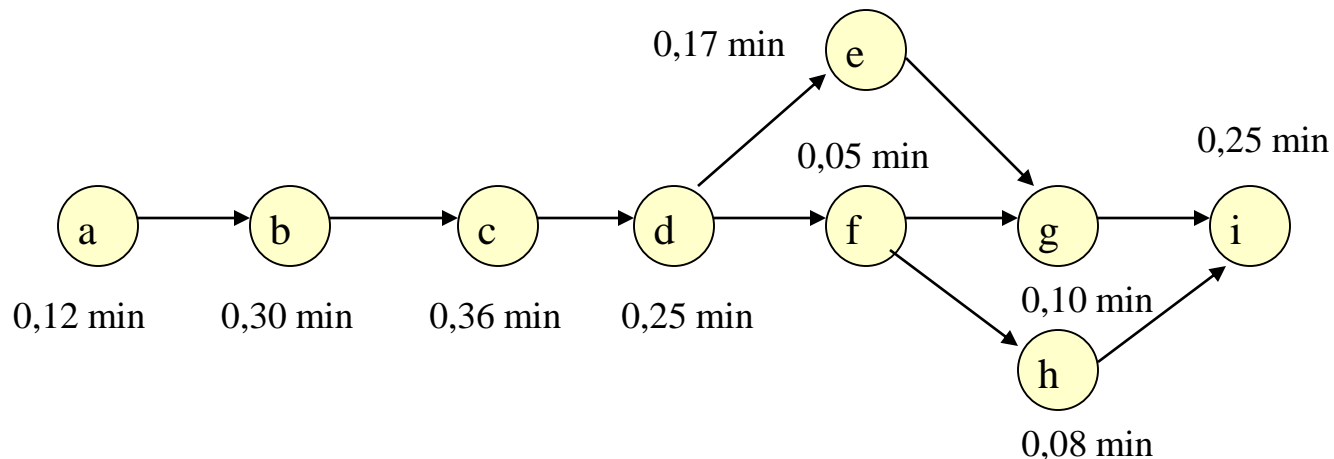 0,17 min
e
0,05 min
0,25 min
a
b
c
d
f
g
i
0,12 min
0,30 min
0,36 min
0,25 min
0,10 min
h
0,08 min